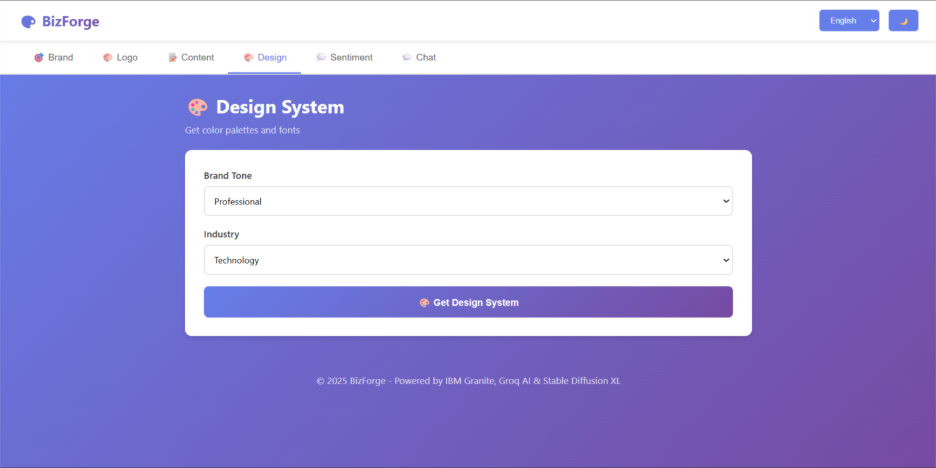 BizForge
English
Brand
Logo
Content
Design
Sentiment
Chat
Design System
Get color palettes and fonts
Brand Tone
Professional
Industry
Technology
Get Design System
© 2025 BizForge - Powered by IBM Granite, Groq AI & Stable Diffusion XL